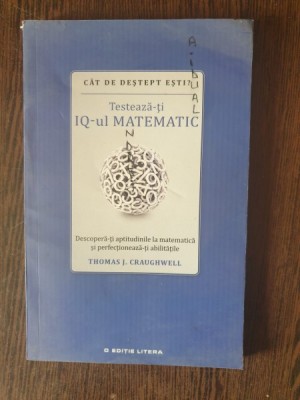 CÂT DE DEȘTEPT EȘTI?
Testează-ți
IQ-ul MATEMATIC
Descoperă-ți aptitudinile la matematică
și perfecționează-ți abilitățile
THOMAS J. CRAUGHWELL
O EDIȚIE LITERA